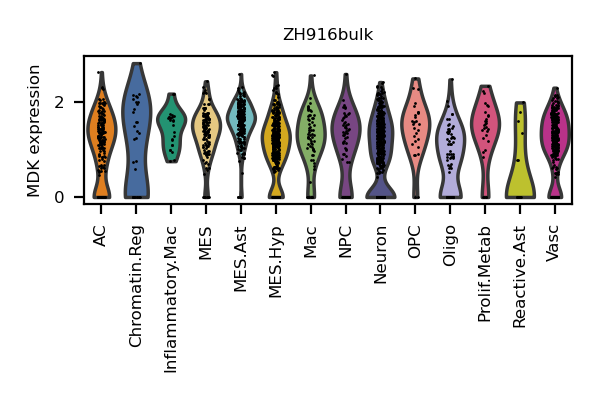 ZH916bulk
MDK expression
2
0
AC
Chromatin.Reg
Inflammatory.Mac
MES
MES.Ast
MES.Hyp
Mac
NPC
Neuron
OPC
Oligo
Prolif.Metab
Reactive.Ast
Vasc